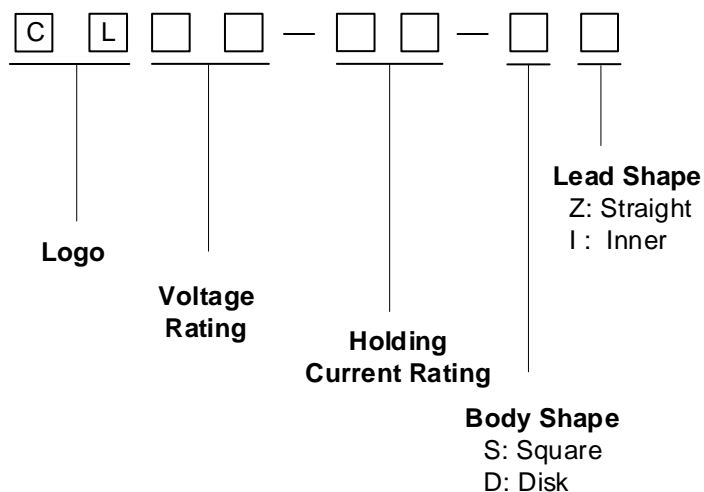 C L — —
Lead Shape
Z: Straight
I : Inner
Logo
Voltage
Rating
Holding
Current Rating
Body Shape
S: Square
D: Disk